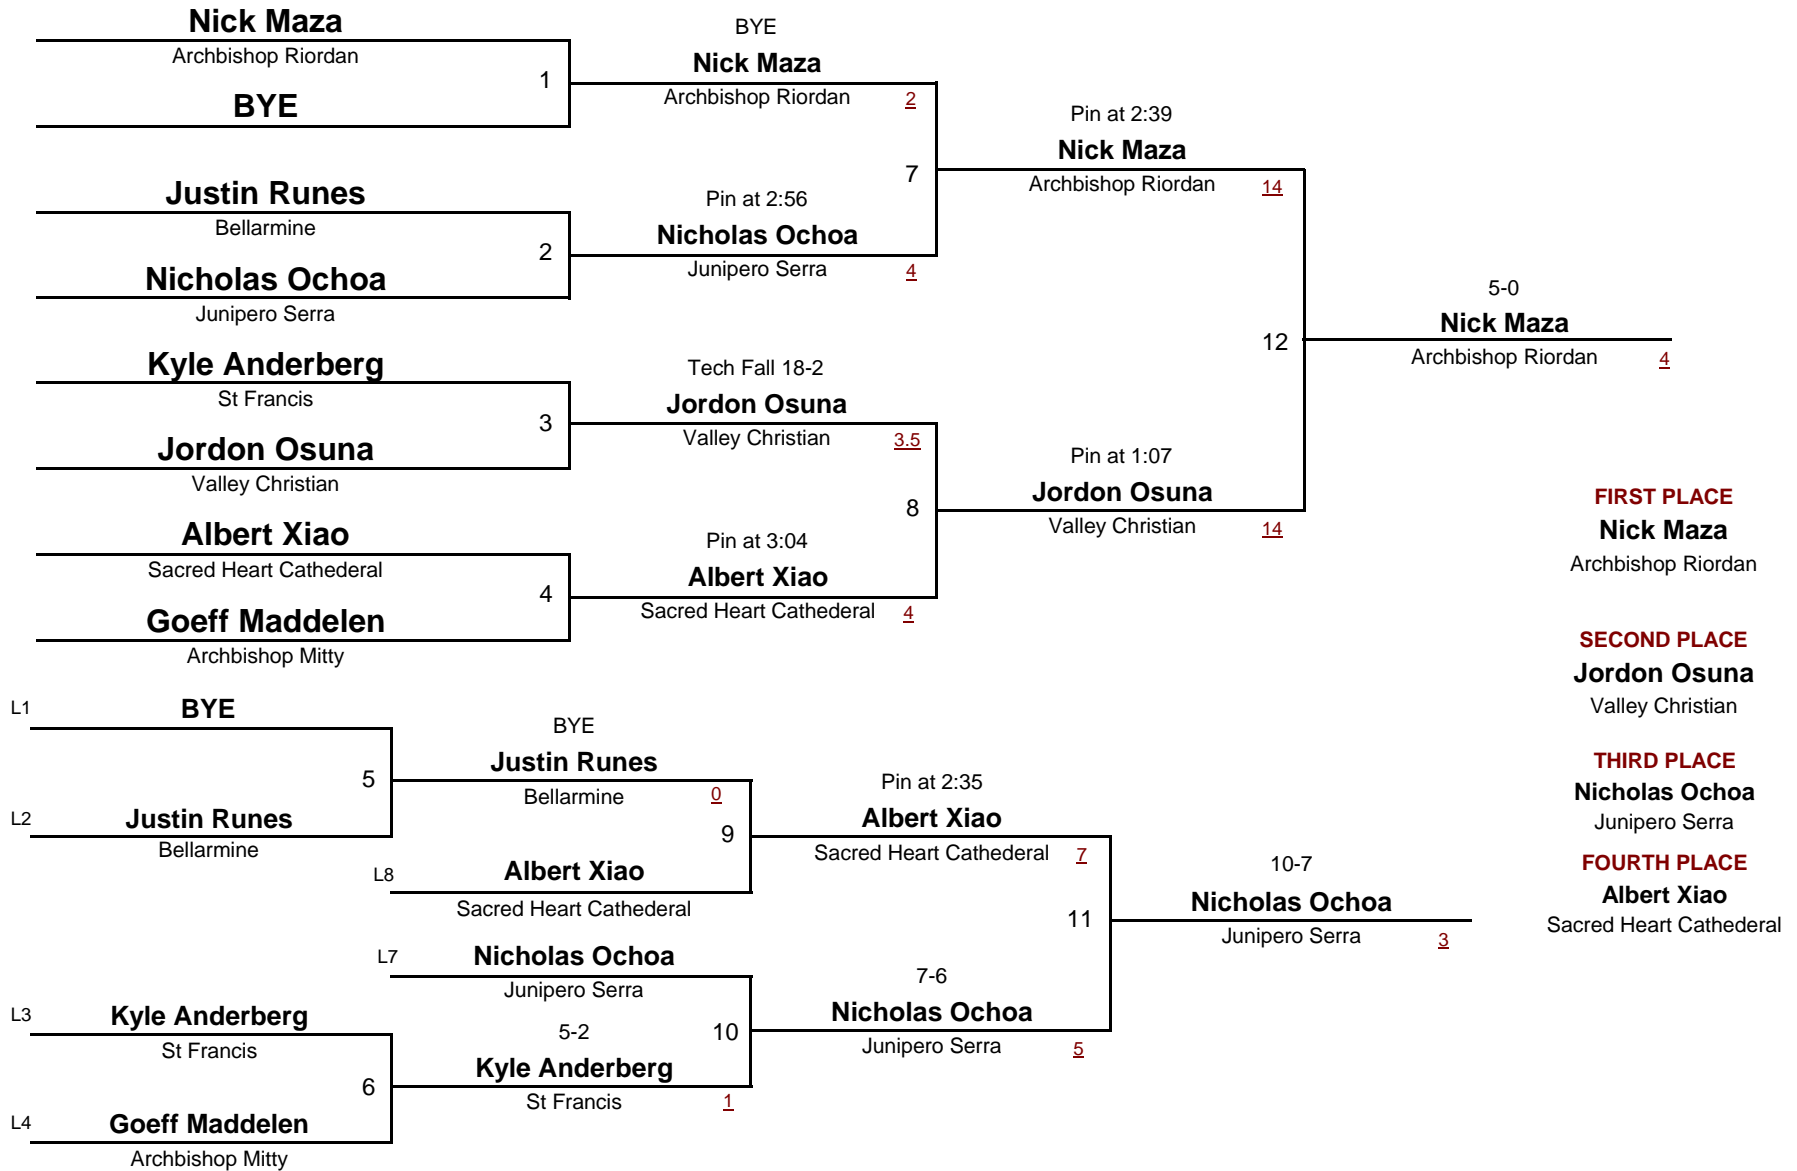 Nick Maza
Archbishop Riordan
1
BYE
Justin Runes
Bellarmine
2
Nicholas Ochoa
Junipero Serra
Kyle Anderberg
St Francis
3
Jordon Osuna
Valley Christian
Albert Xiao
Sacred Heart Cathederal
4
Goeff Maddelen
Archbishop Mitty
BYE
Nick Maza
Archbishop Riordan 2
7
Pin at 2:56
Nicholas Ochoa
Junipero Serra 4
Tech Fall 18-2
Jordon Osuna
Valley Christian 3.5
8
Pin at 3:04
Albert Xiao
Sacred Heart Cathederal 4
Pin at 2:39
Nick Maza
Archbishop Riordan 14
12
Pin at 1:07
Jordon Osuna
Valley Christian 14
5-0
Nick Maza
Archbishop Riordan 4
FIRST PLACE
Nick Maza
Archbishop Riordan
SECOND PLACE
Jordon Osuna
Valley Christian
THIRD PLACE
Nicholas Ochoa
Junipero Serra
FOURTH PLACE
Albert Xiao
Sacred Heart Cathederal
L1 BYE
5
L2 Justin Runes
Bellarmine
L3 Kyle Anderberg
St Francis
6
L4 Goeff Maddelen
Archbishop Mitty
BYE
Justin Runes
Bellarmine 0
9
L8 Albert Xiao
Sacred Heart Cathederal
L7 Nicholas Ochoa
Junipero Serra
10
5-2
Kyle Anderberg
St Francis 1
Pin at 2:35
Albert Xiao
Sacred Heart Cathederal 7
11
7-6
Nicholas Ochoa
Junipero Serra 5
10-7
Nicholas Ochoa
Junipero Serra 3